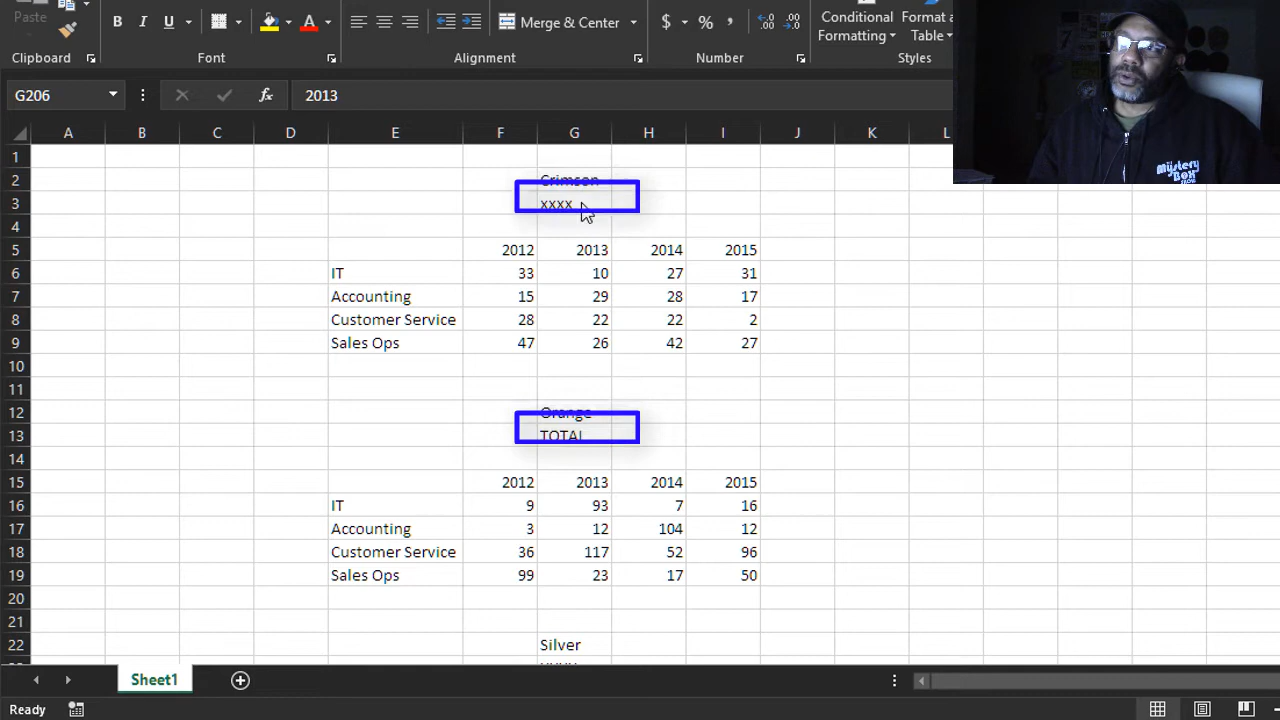 B I U A Merge & Center $ % , Conditional Format a
Formatting Table
Clipboard Font Alignment Number Styles
G206 fx 2013
A B C D E F G H I J K L
1
2 Crimson
3 xxxx
4
5 2012 2013 2014 2015
6 IT 33 10 27 31
7 Accounting 15 29 28 17
8 Customer Service 28 22 22 2
9 Sales Ops 47 26 42 27
10
11
12 Orange
13 TOTAL
14
15 2012 2013 2014 2015
16 IT 9 93 7 16
17 Accounting 3 12 104 12
18 Customer Service 36 117 52 96
19 Sales Ops 99 23 17 50
20
21
22 Silver
Sheet1
Ready
mystery
BOX
SHOW